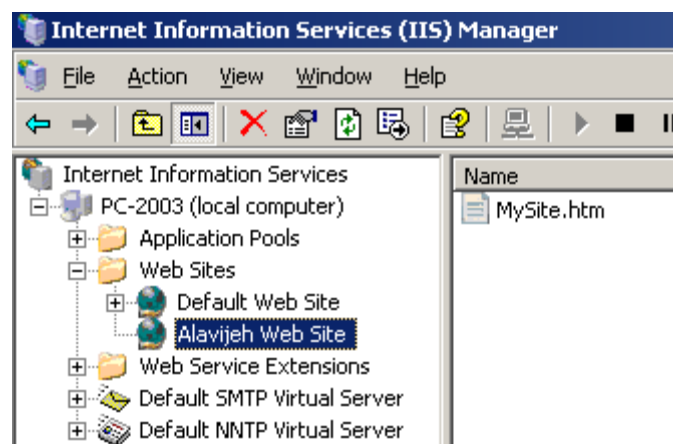 Internet Information Services (IIS) Manager
File Action View Window Help
Internet Information Services
PC-2003 (local computer)
Application Pools
Web Sites
Default Web Site
Alavijeh Web Site
Web Service Extensions
Default SMTP Virtual Server
Default NNTP Virtual Server
Name
MySite.htm